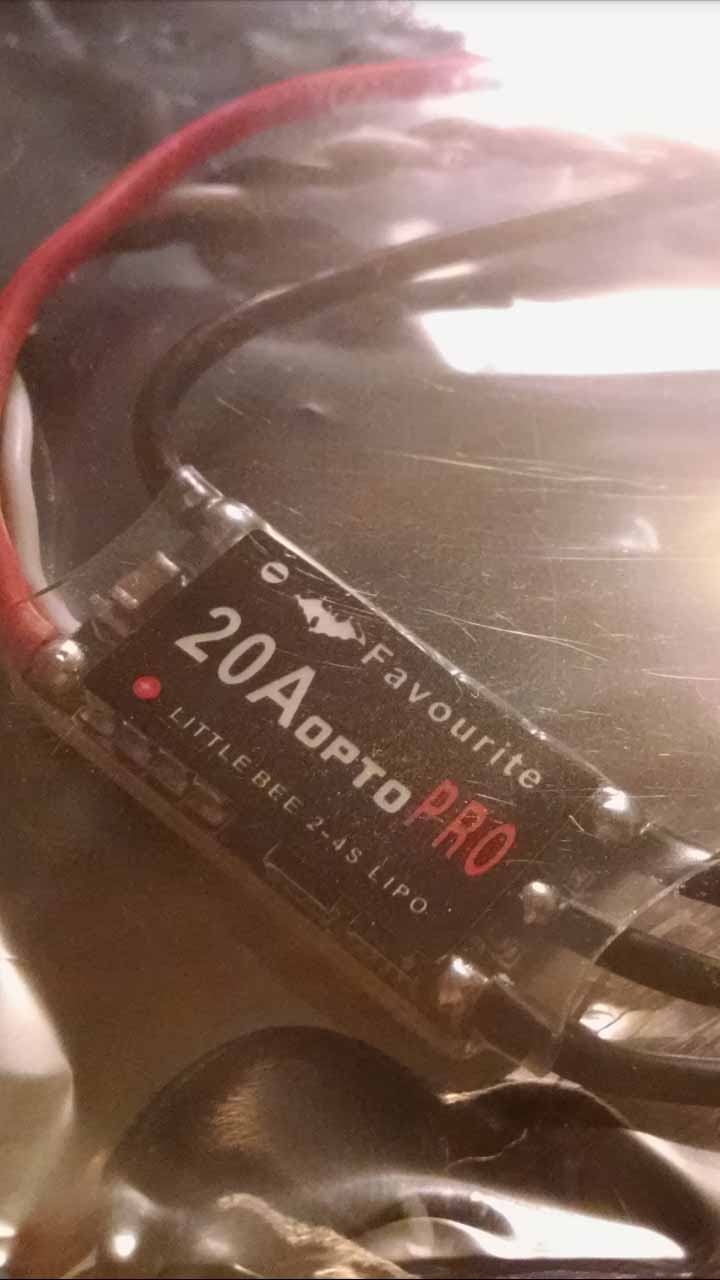 Favourite
20A OPTO PRO
LITTLEBEE 2-4S LIPO